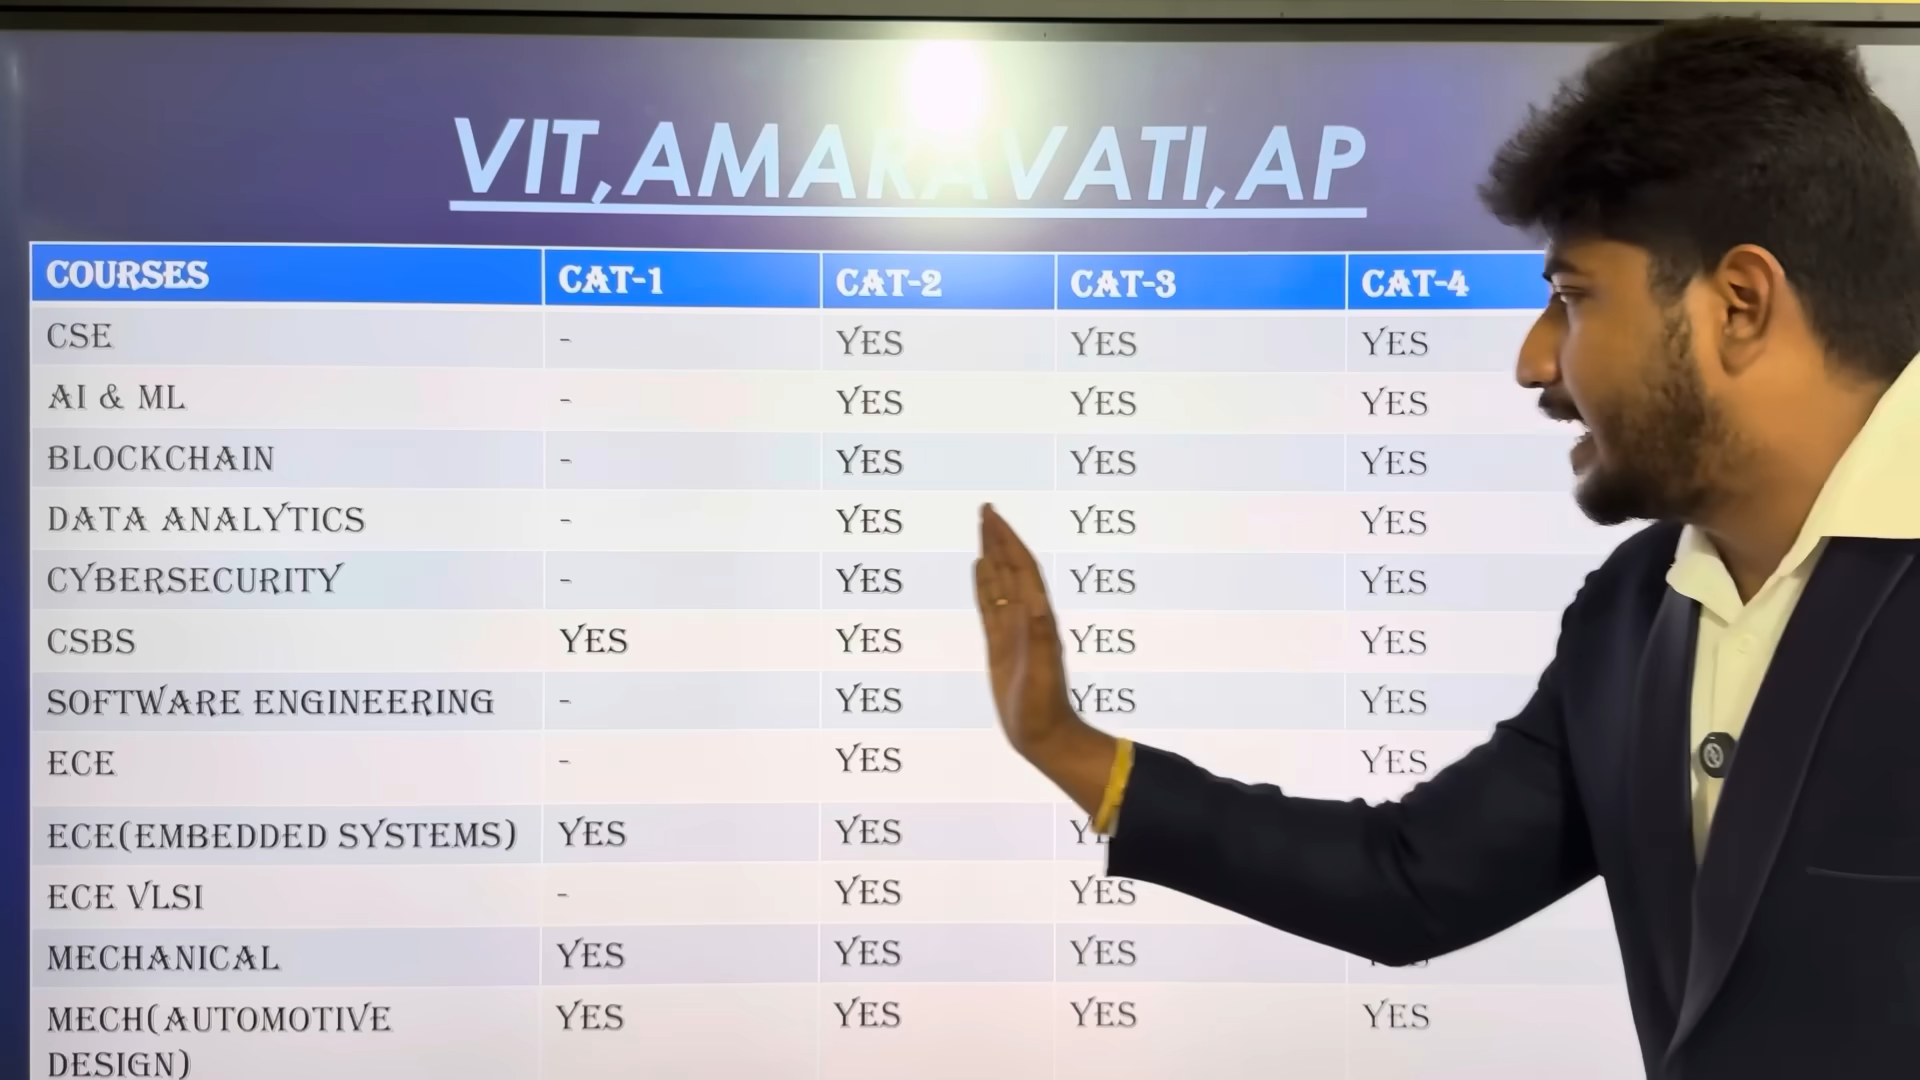 VIT,AMARAVATI,AP
COURSES CAT-1 CAT-2 CAT-3 CAT-4
CSE - YES YES YES
AI & ML - YES YES YES
BLOCKCHAIN - YES YES YES
DATA ANALYTICS - YES YES YES
CYBERSECURITY - YES YES YES
CSBS YES YES YES YES
SOFTWARE ENGINEERING - YES YES YES
ECE - YES YES
ECE(EMBEDDED SYSTEMS) YES YES
ECE VLSI - YES YES
MECHANICAL YES YES YES
MECH(AUTOMOTIVE YES YES YES YES
DESIGN)